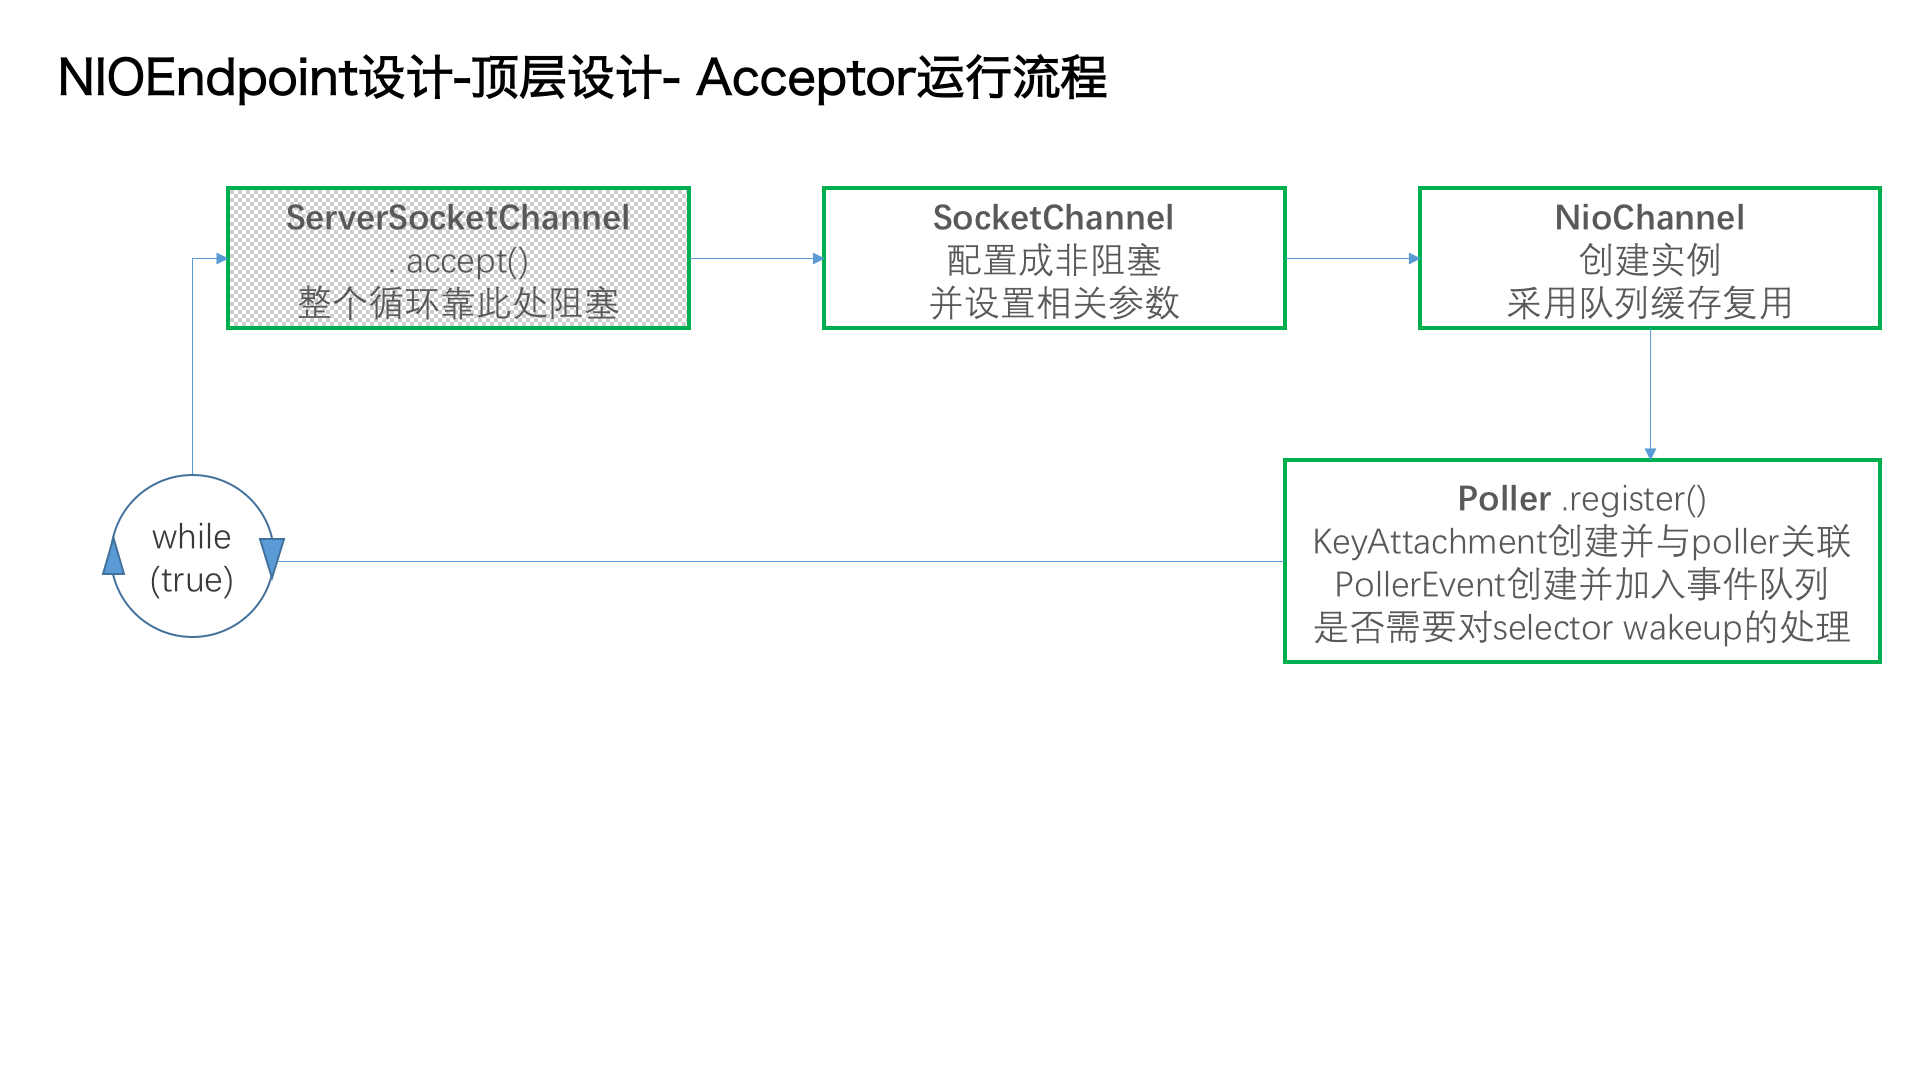 NIOEndpoint设计-顶层设计- Acceptor运行流程
ServerSocketChannel
. accept()
整个循环靠此处阻塞
SocketChannel
配置成非阻塞
并设置相关参数
NioChannel
创建实例
采用队列缓存复用
while
(true)
Poller .register()
KeyAttachment创建并与poller关联
PollerEvent创建并加入事件队列
是否需要对selector wakeup的处理